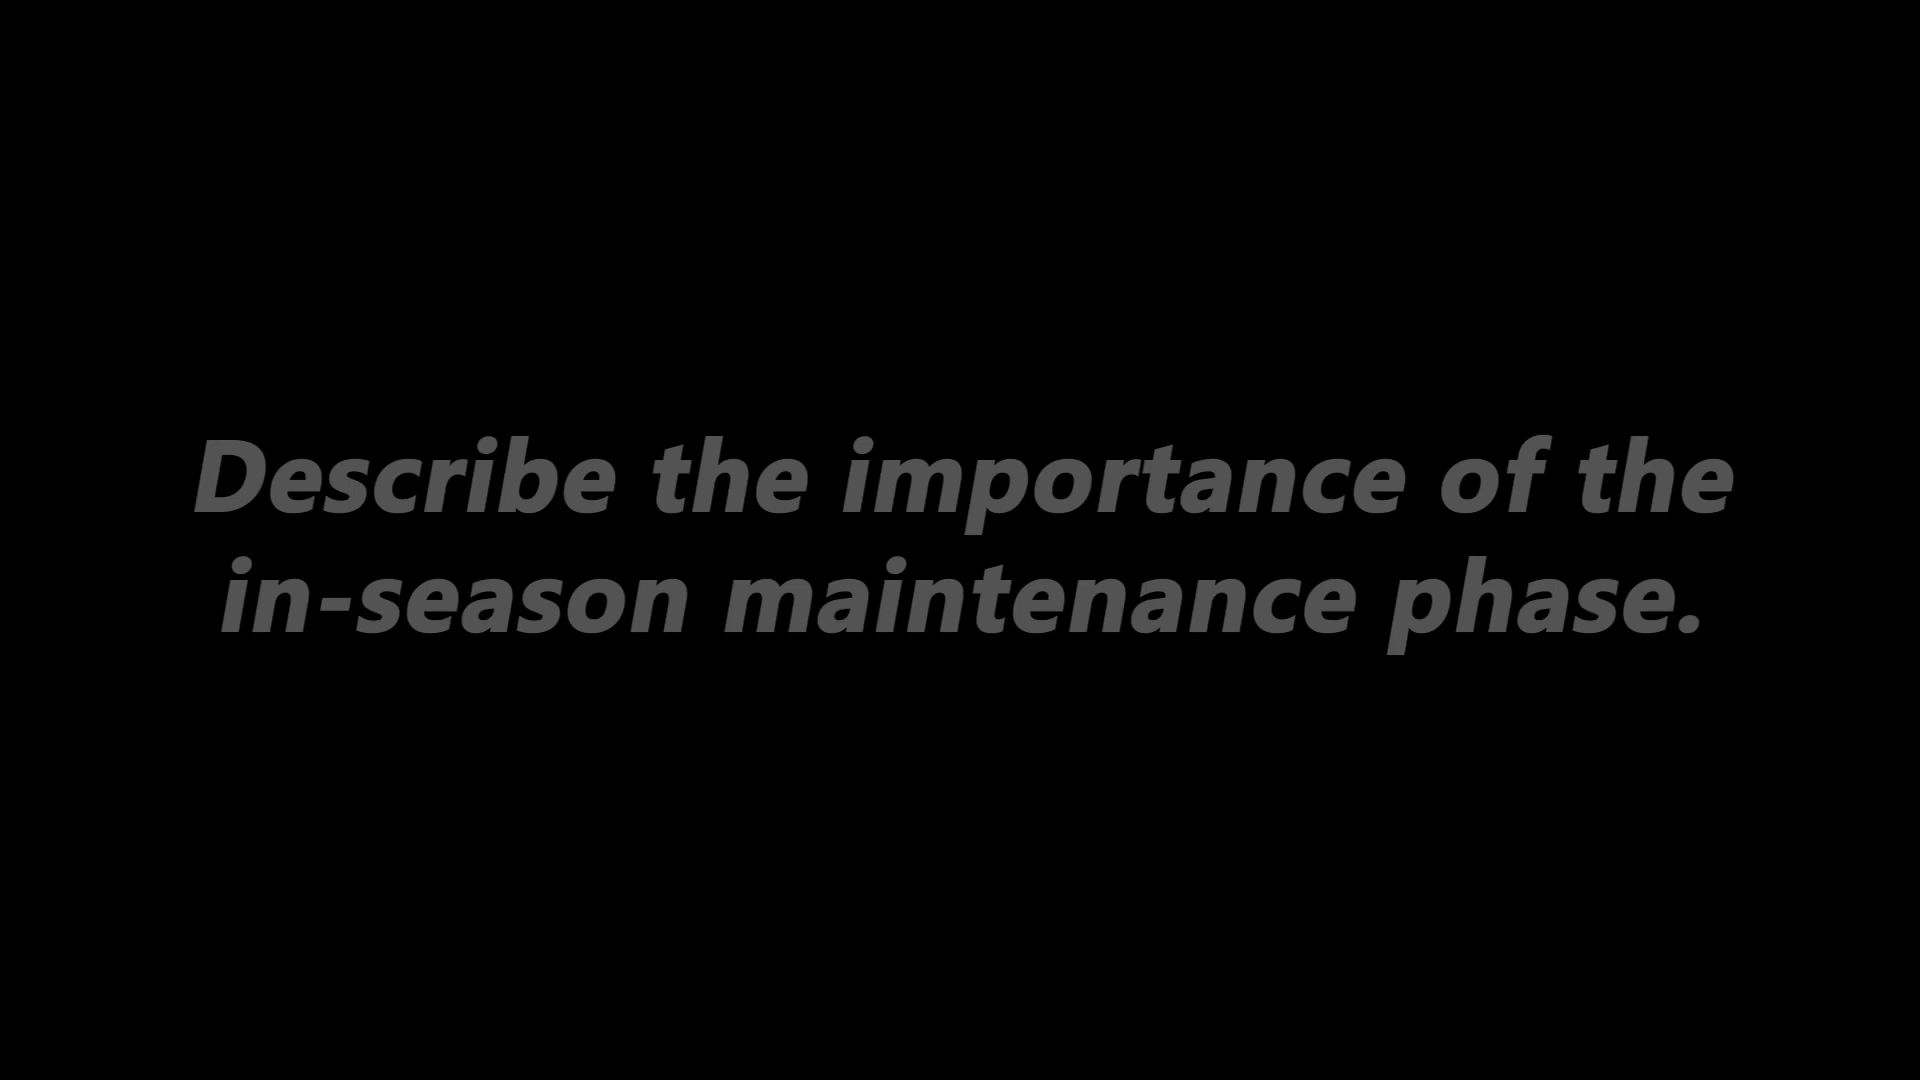 Describe the importance of the
in-season maintenance phase.